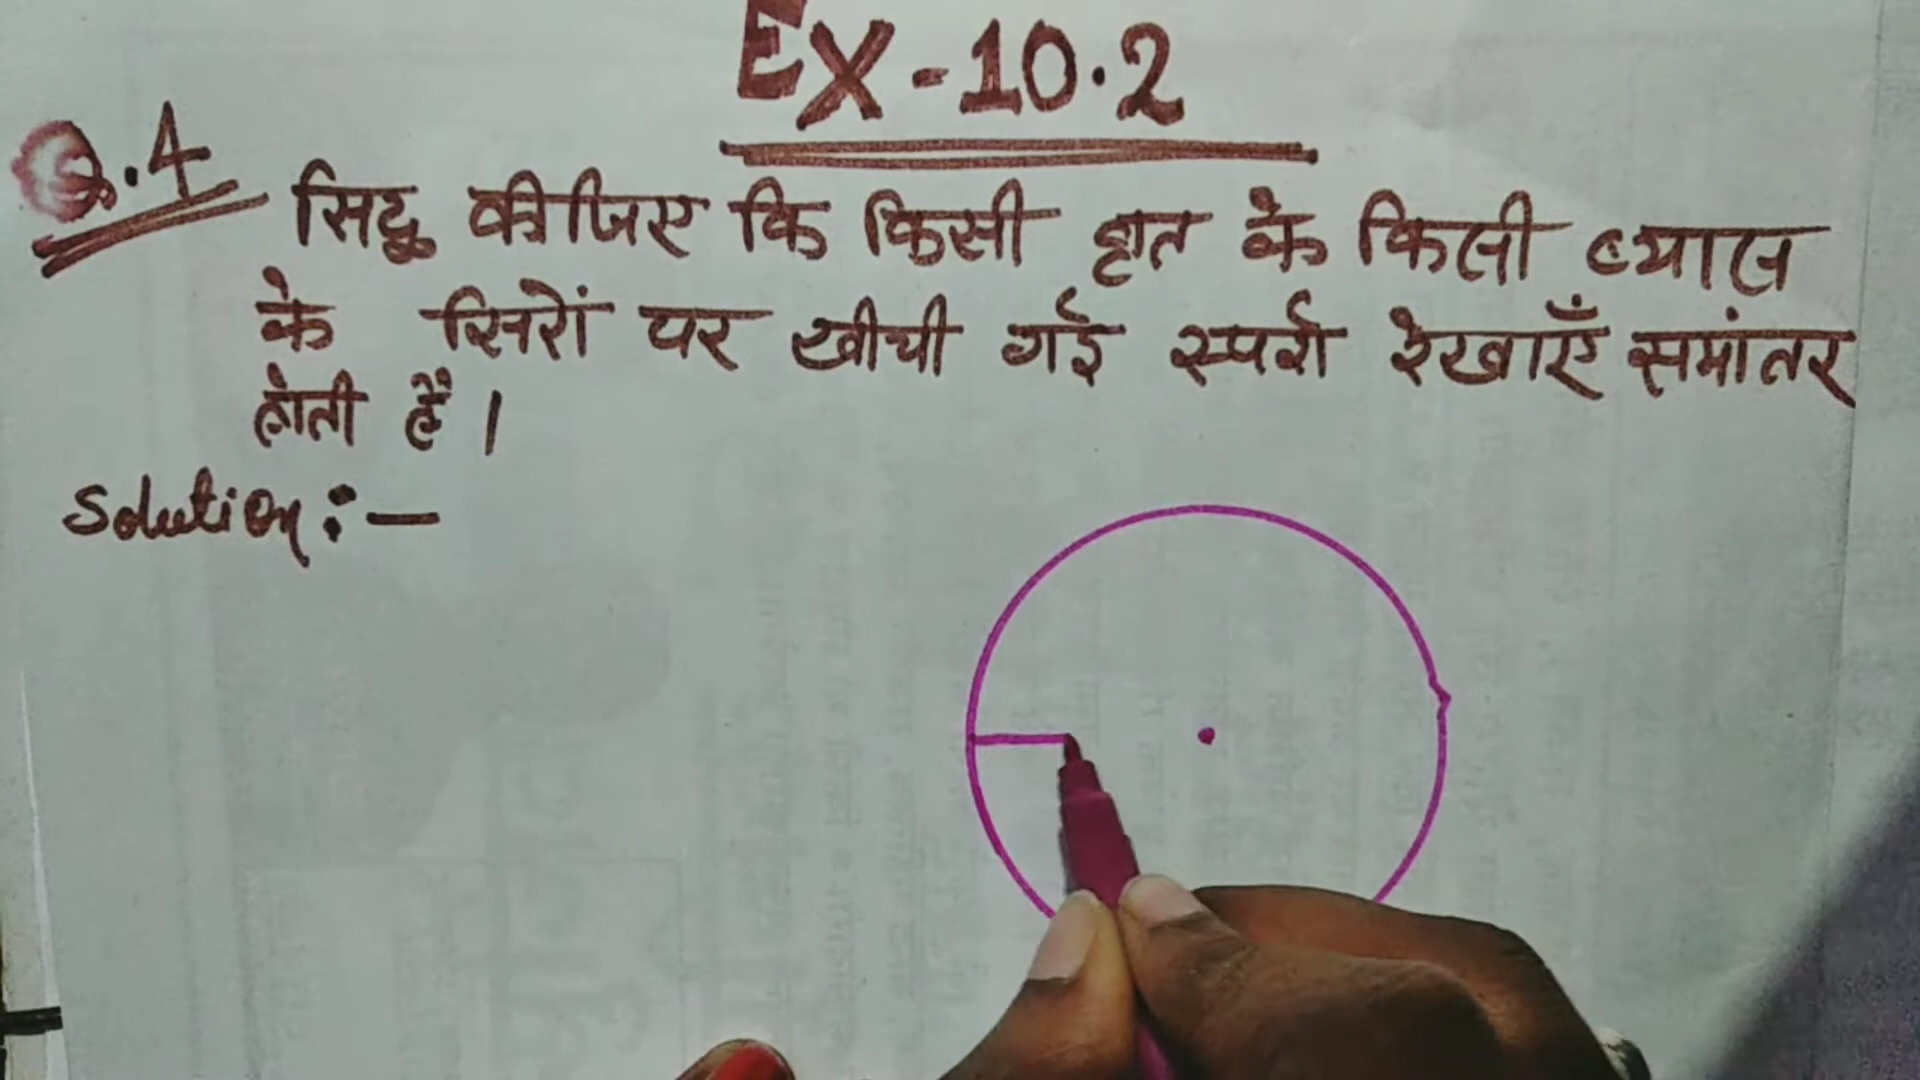 Ex-10.2
Q.4 सिद्ध कीजिए कि किसी वृत के किसी व्यास
के सिरों पर खींची गई स्पर्श रेखाएँ समांतर
होती हैं।
Solution:-